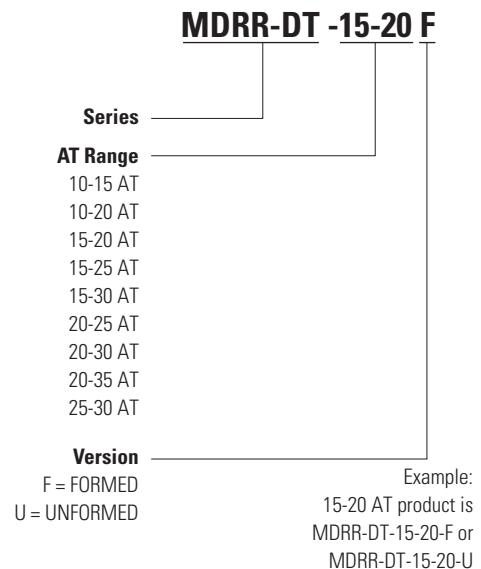 MDRR-DT -15-20 F
Series
AT Range
10-15 AT
10-20 AT
15-20 AT
15-25 AT
15-30 AT
20-25 AT
20-30 AT
20-35 AT
25-30 AT
Version
F = FORMED
U = UNFORMED
Example:
15-20 AT product is
MDRR-DT-15-20-F or
MDRR-DT-15-20-U